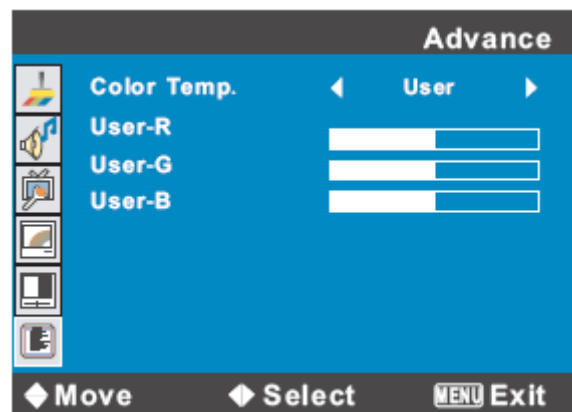 Advance
Color Temp. User
User-R
User-G
User-B
Move Select MENU Exit